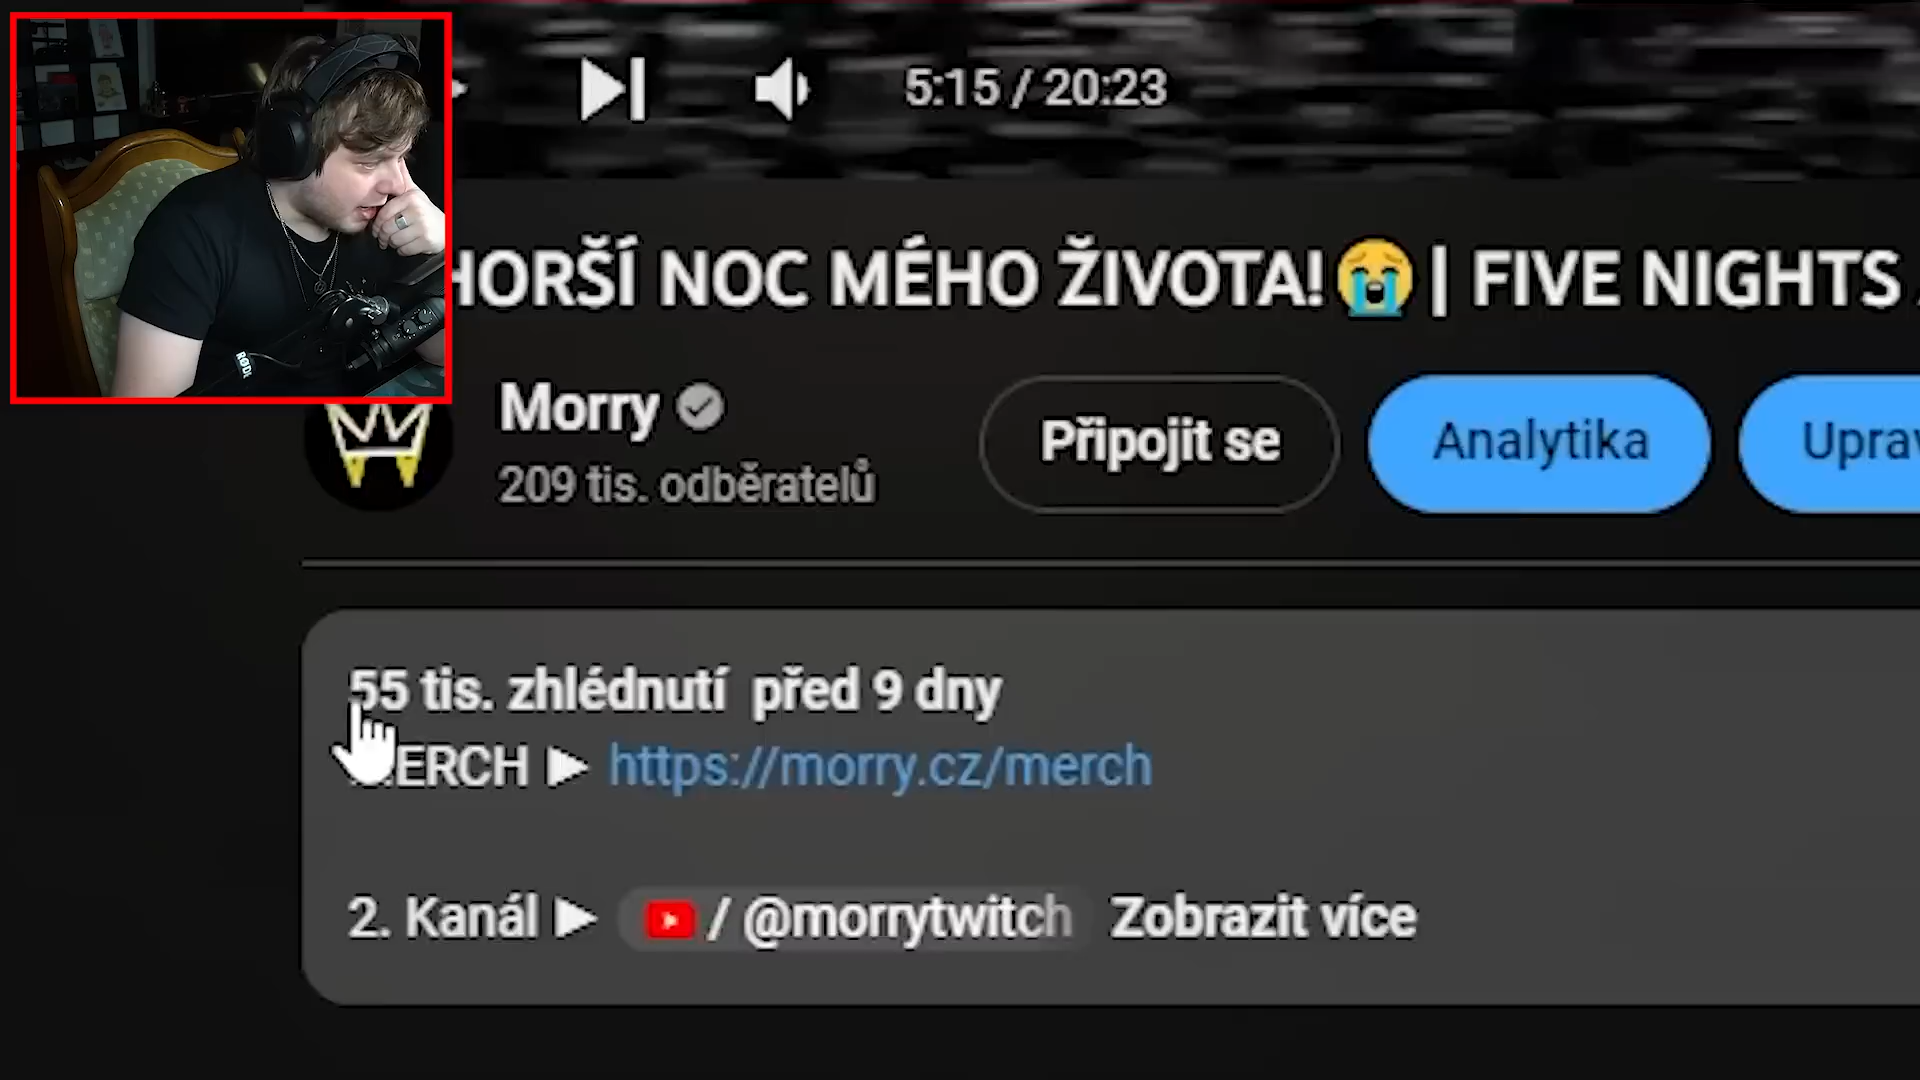 5:15 / 20:23
HORŠÍ NOC MÉHO ŽIVOTA!😭| FIVE NIGHTS
Morry
209 tis. odběratelů
Připojit se
Analytika
Uprav
55 tis. zhlédnutí před 9 dny
MERCH ▶ https://morry.cz/merch
2. Kanál ▶ / @morrytwitch Zobrazit více
RØDE